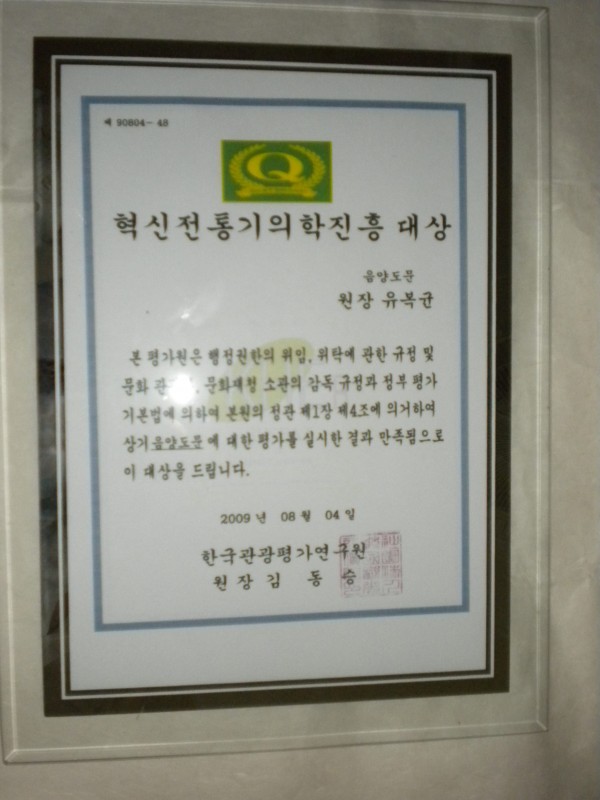 제 90804 - 48
Q
혁신전통기의학진흥 대상
음양도문
원장 유복균
본 평가원은 행정권한의 위임, 위탁에 관한 규정 및
문화 관 문화재청 소관의 감독 규정과 정부 평가
기본법에 의하여 본원의 정관 제1장 제4조에 의거하여
상기 음양도문에 대한 평가를 실시한 결과 만족됨으로
이 대상을 드립니다.
2009 년 08 월 04 일
한국관광평가연구원
원 장 김 동 승